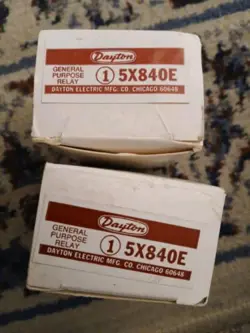 Dayton
GENERAL
PURPOSE
RELAY
1 5X840E
DAYTON ELECTRIC MFG. CO. CHICAGO 60648
Dayton
GENERAL
PURPOSE
RELAY
1 5X840E
DAYTON ELECTRIC MFG. CO. CHICAGO 60648